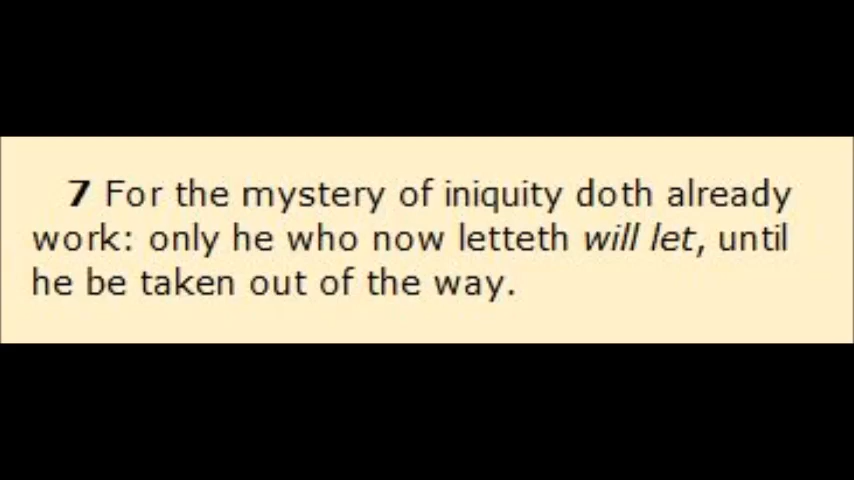 7 For the mystery of iniquity doth already
work: only he who now letteth will let, until
he be taken out of the way.